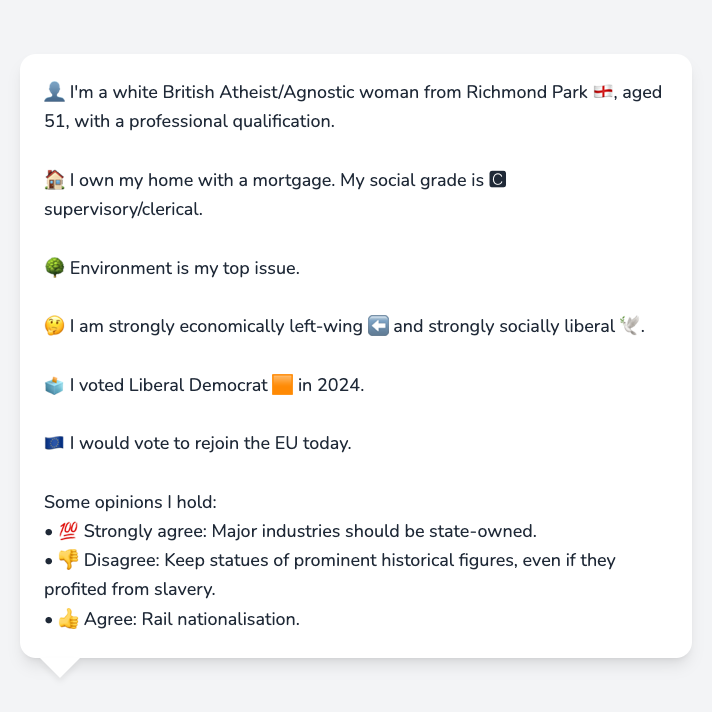 👤 I'm a white British Atheist/Agnostic woman from Richmond Park 🏴󠁧󠁢󠁥󠁮󠁧󠁿, aged
51, with a professional qualification.
🏠 I own my home with a mortgage. My social grade is 🅲
supervisory/clerical.
🌳 Environment is my top issue.
🤔 I am strongly economically left-wing ⬅️ and strongly socially liberal 🕊️.
🗳️ I voted Liberal Democrat 🟧 in 2024.
🇪🇺 I would vote to rejoin the EU today.
Some opinions I hold:
• 💯 Strongly agree: Major industries should be state-owned.
• 👎 Disagree: Keep statues of prominent historical figures, even if they
profited from slavery.
• 👍 Agree: Rail nationalisation.